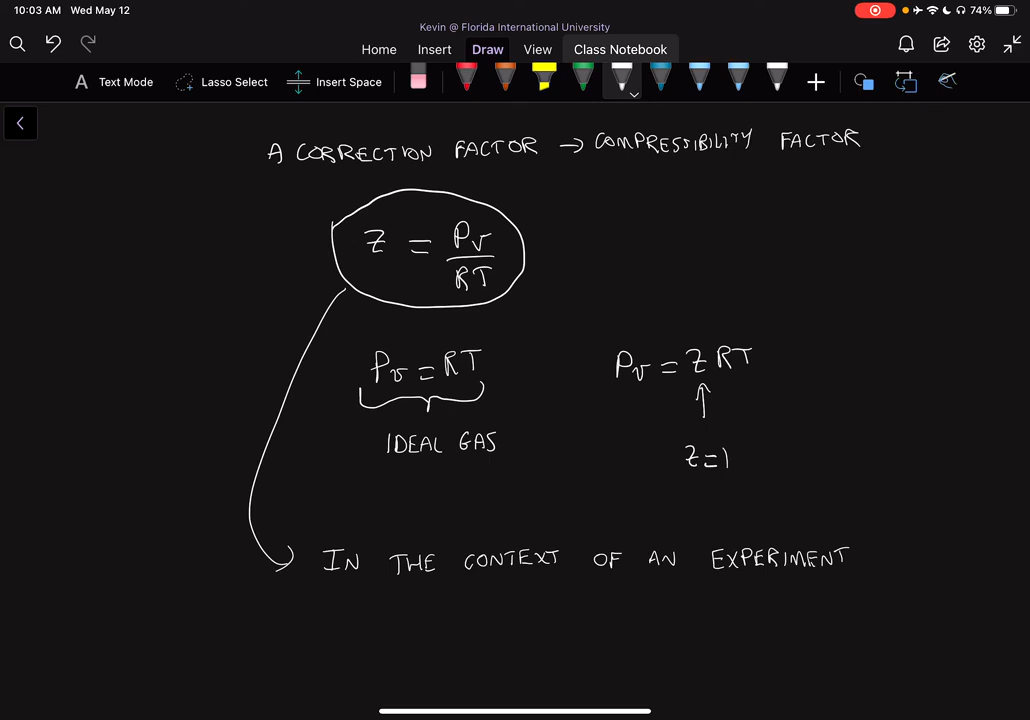 10:03 AM Wed May 12
74%
Kevin @ Florida International University
Home Insert Draw View Class Notebook
A Text Mode Lasso Select Insert Space
A CORRECTION FACTOR → COMPRESSIBILITY FACTOR
Z = Pv/RT
Pv = RT
Pv = ZRT
IDEAL GAS
Z=1
IN THE CONTEXT OF AN EXPERIMENT